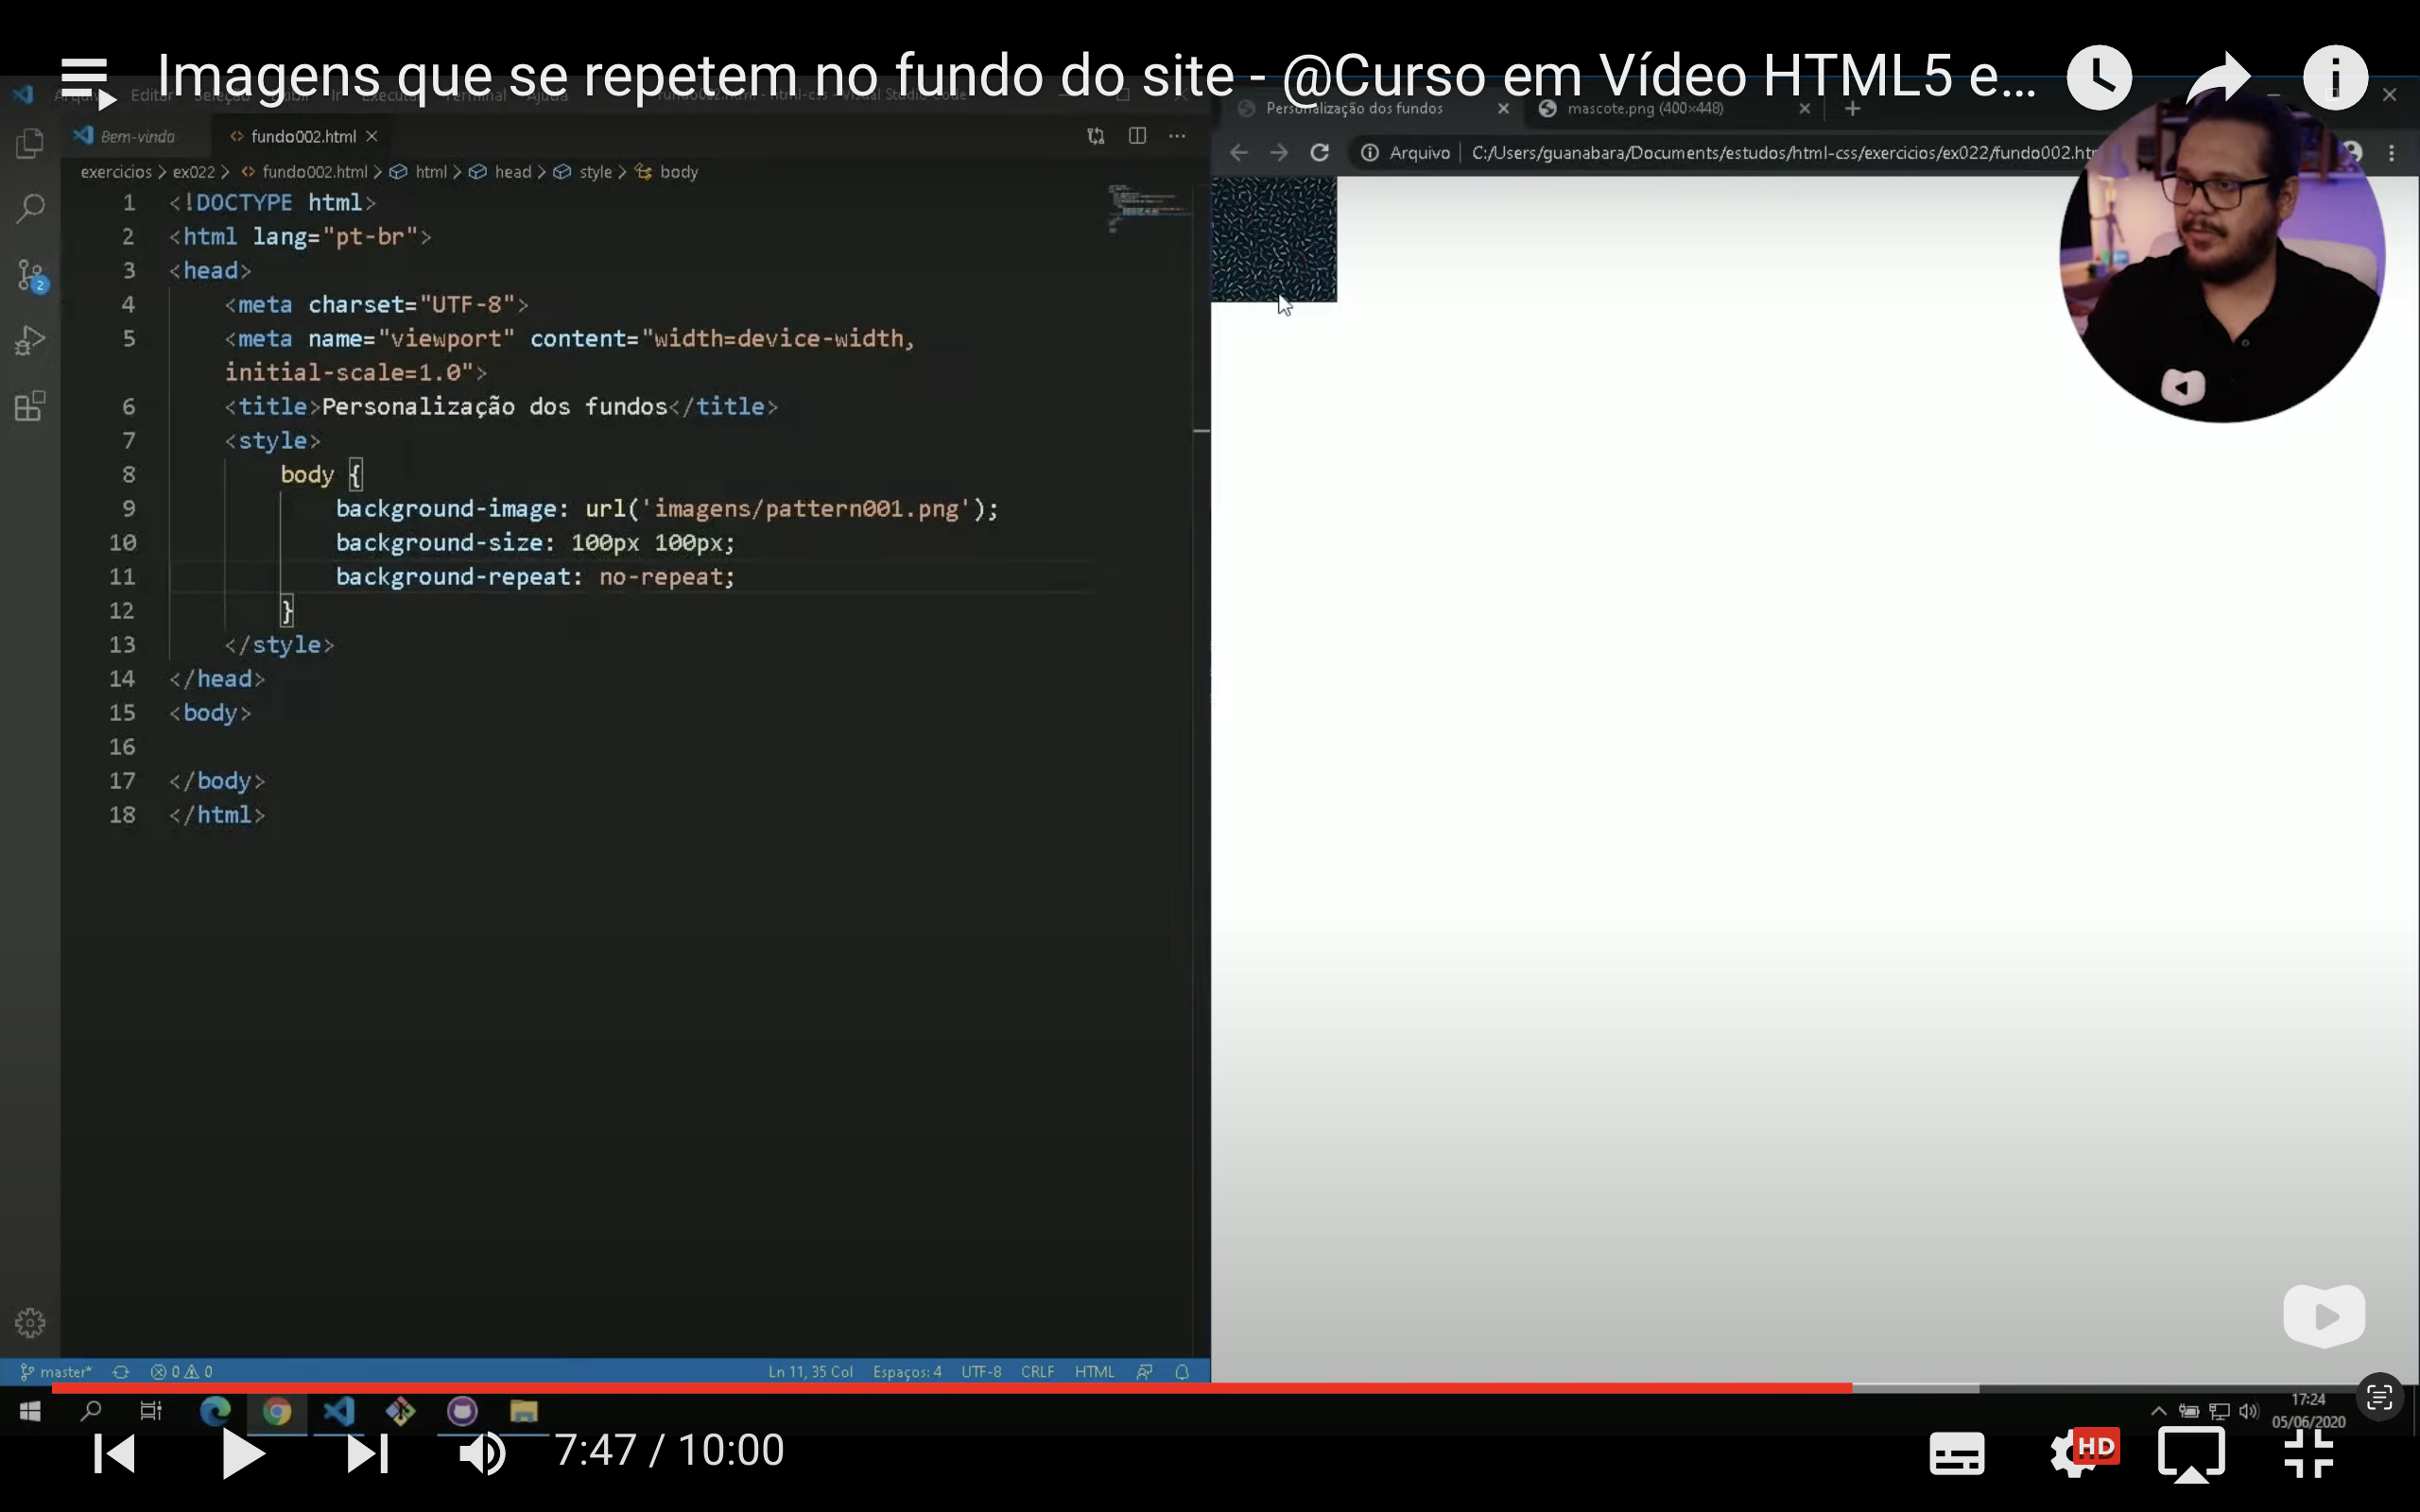 Imagens que se repetem no fundo do site - @Curso em Vídeo HTML5 e...
Bem-vindo
fundo002.html
exercicios > ex022 > fundo002.html > html > head > style > body
1 <!DOCTYPE html>
2 <html lang="pt-br">
3 <head>
4 <meta charset="UTF-8">
5 <meta name="viewport" content="width=device-width,
initial-scale=1.0">
6 <title>Personalização dos fundos</title>
7 <style>
8 body {
9 background-image: url('imagens/pattern001.png');
10 background-size: 100px 100px;
11 background-repeat: no-repeat;
12 }
13 </style>
14 </head>
15 <body>
16
17 </body>
18 </html>
Personalização dos fundos
mascote.png (400×448)
Arquivo | C:/Users/guanabara/Documents/estudos/html-css/exercicios/ex022/fundo002.htm
master* 0 0 Ln 11, 35 Col Espaços: 4 UTF-8 CRLF HTML
17:24
05/06/2020
7:47 / 10:00
HD
2